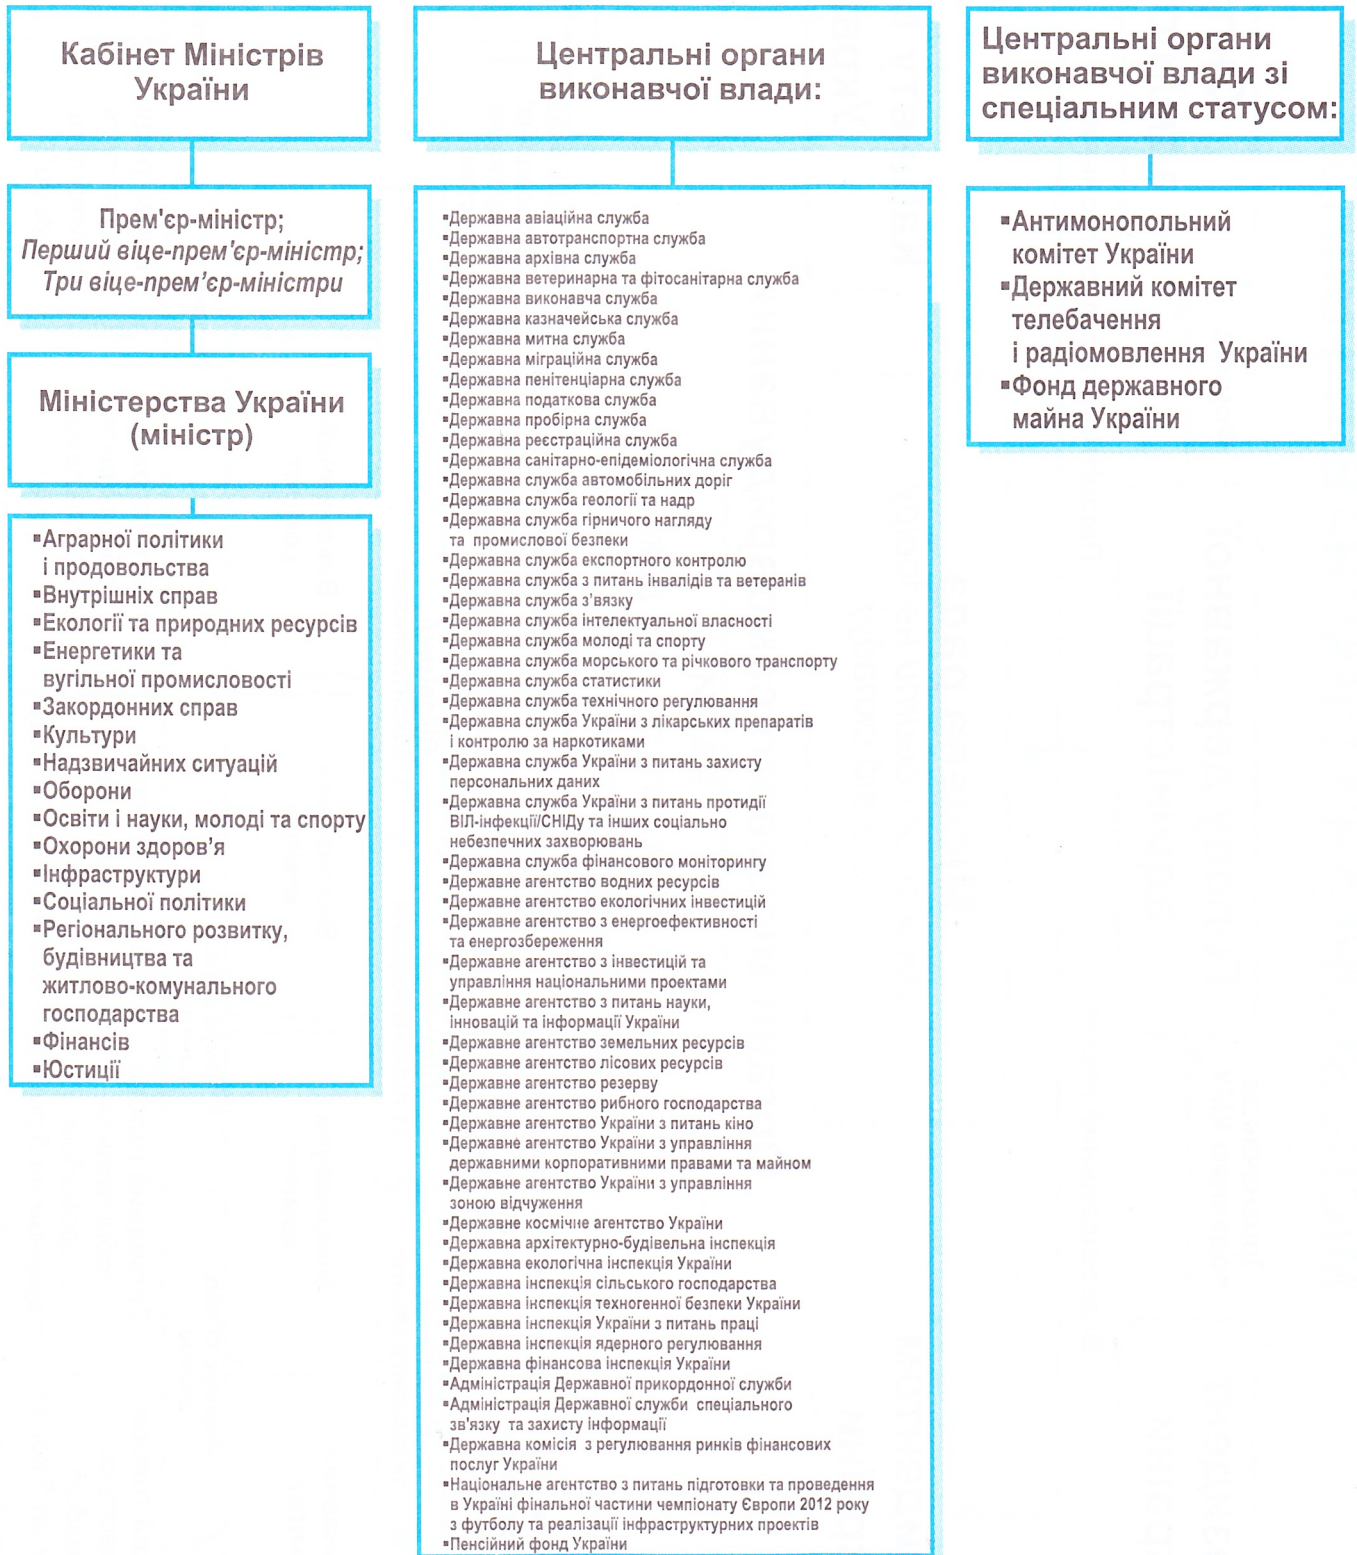 Кабінет Міністрів
України
Прем'єр-міністр;
Перший віце-прем'єр-міністр;
Три віце-прем'єр-міністри
Міністерства України
(міністр)
▪Аграрної політики
і продовольства
▪Внутрішніх справ
▪Екології та природних ресурсів
▪Енергетики та
вугільної промисловості
▪Закордонних справ
▪Культури
▪Надзвичайних ситуацій
▪Оборони
▪Освіти і науки, молоді та спорту
▪Охорони здоров’я
▪Інфраструктури
▪Соціальної політики
▪Регіонального розвитку,
будівництва та
житлово-комунального
господарства
▪Фінансів
▪Юстиції
Центральні органи
виконавчої влади:
▪Державна авіаційна служба
▪Державна автотранспортна служба
▪Державна архівна служба
▪Державна ветеринарна та фітосанітарна служба
▪Державна виконавча служба
▪Державна казначейська служба
▪Державна митна служба
▪Державна міграційна служба
▪Державна пенітенціарна служба
▪Державна податкова служба
▪Державна пробірна служба
▪Державна реєстраційна служба
▪Державна санітарно-епідеміологічна служба
▪Державна служба автомобільних доріг
▪Державна служба геології та надр
▪Державна служба гірничого нагляду
та промислової безпеки
▪Державна служба експортного контролю
▪Державна служба з питань інвалідів та ветеранів
▪Державна служба з’вязку
▪Державна служба інтелектуальної власності
▪Державна служба молоді та спорту
▪Державна служба морського та річкового транспорту
▪Державна служба статистики
▪Державна служба технічного регулювання
▪Державна служба України з лікарських препаратів
і контролю за наркотиками
▪Державна служба України з питань захисту
персональних даних
▪Державна служба України з питань протидії
ВІЛ-інфекції/СНІДу та інших соціально
небезпечних захворювань
▪Державна служба фінансового моніторингу
▪Державне агентство водних ресурсів
▪Державне агентство екологічних інвестицій
▪Державне агентство з енергоефективності
та енергозбереження
▪Державне агентство з інвестицій та
управління національними проектами
▪Державне агентство з питань науки,
інновацій та інформації України
▪Державне агентство земельних ресурсів
▪Державне агентство лісових ресурсів
▪Державне агентство резерву
▪Державне агентство рибного господарства
▪Державне агентство України з питань кіно
▪Державне агентство України з управління
державними корпоративними правами та майном
▪Державне агентство України з управління
зоною відчуження
▪Державне космічне агентство України
▪Державна архітектурно-будівельна інспекція
▪Державна екологічна інспекція України
▪Державна інспекція сільського господарства
▪Державна інспекція техногенної безпеки України
▪Державна інспекція України з питань праці
▪Державна інспекція ядерного регулювання
▪Державна фінансова інспекція України
▪Адміністрація Державної прикордонної служби
▪Адміністрація Державної служби спеціального
зв'язку та захисту інформації
▪Державна комісія з регулювання ринків фінансових
послуг України
▪Національне агентство з питань підготовки та проведення
в Україні фінальної частини чемпіонату Європи 2012 року
з футболу та реалізації інфраструктурних проектів
▪Пенсійний фонд України
Центральні органи
виконавчої влади зі
спеціальним статусом:
▪Антимонопольний
комітет України
▪Державний комітет
телебачення
і радіомовлення України
▪Фонд державного
майна України